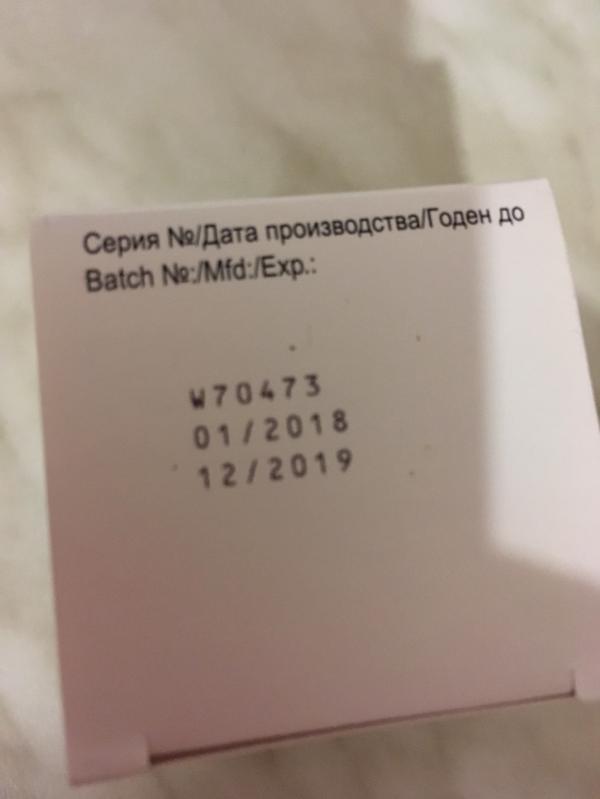 Серия №/Дата производства/Годен до
Batch №:/Mfd:/Exp.:
W70473
01/2018
12/2019